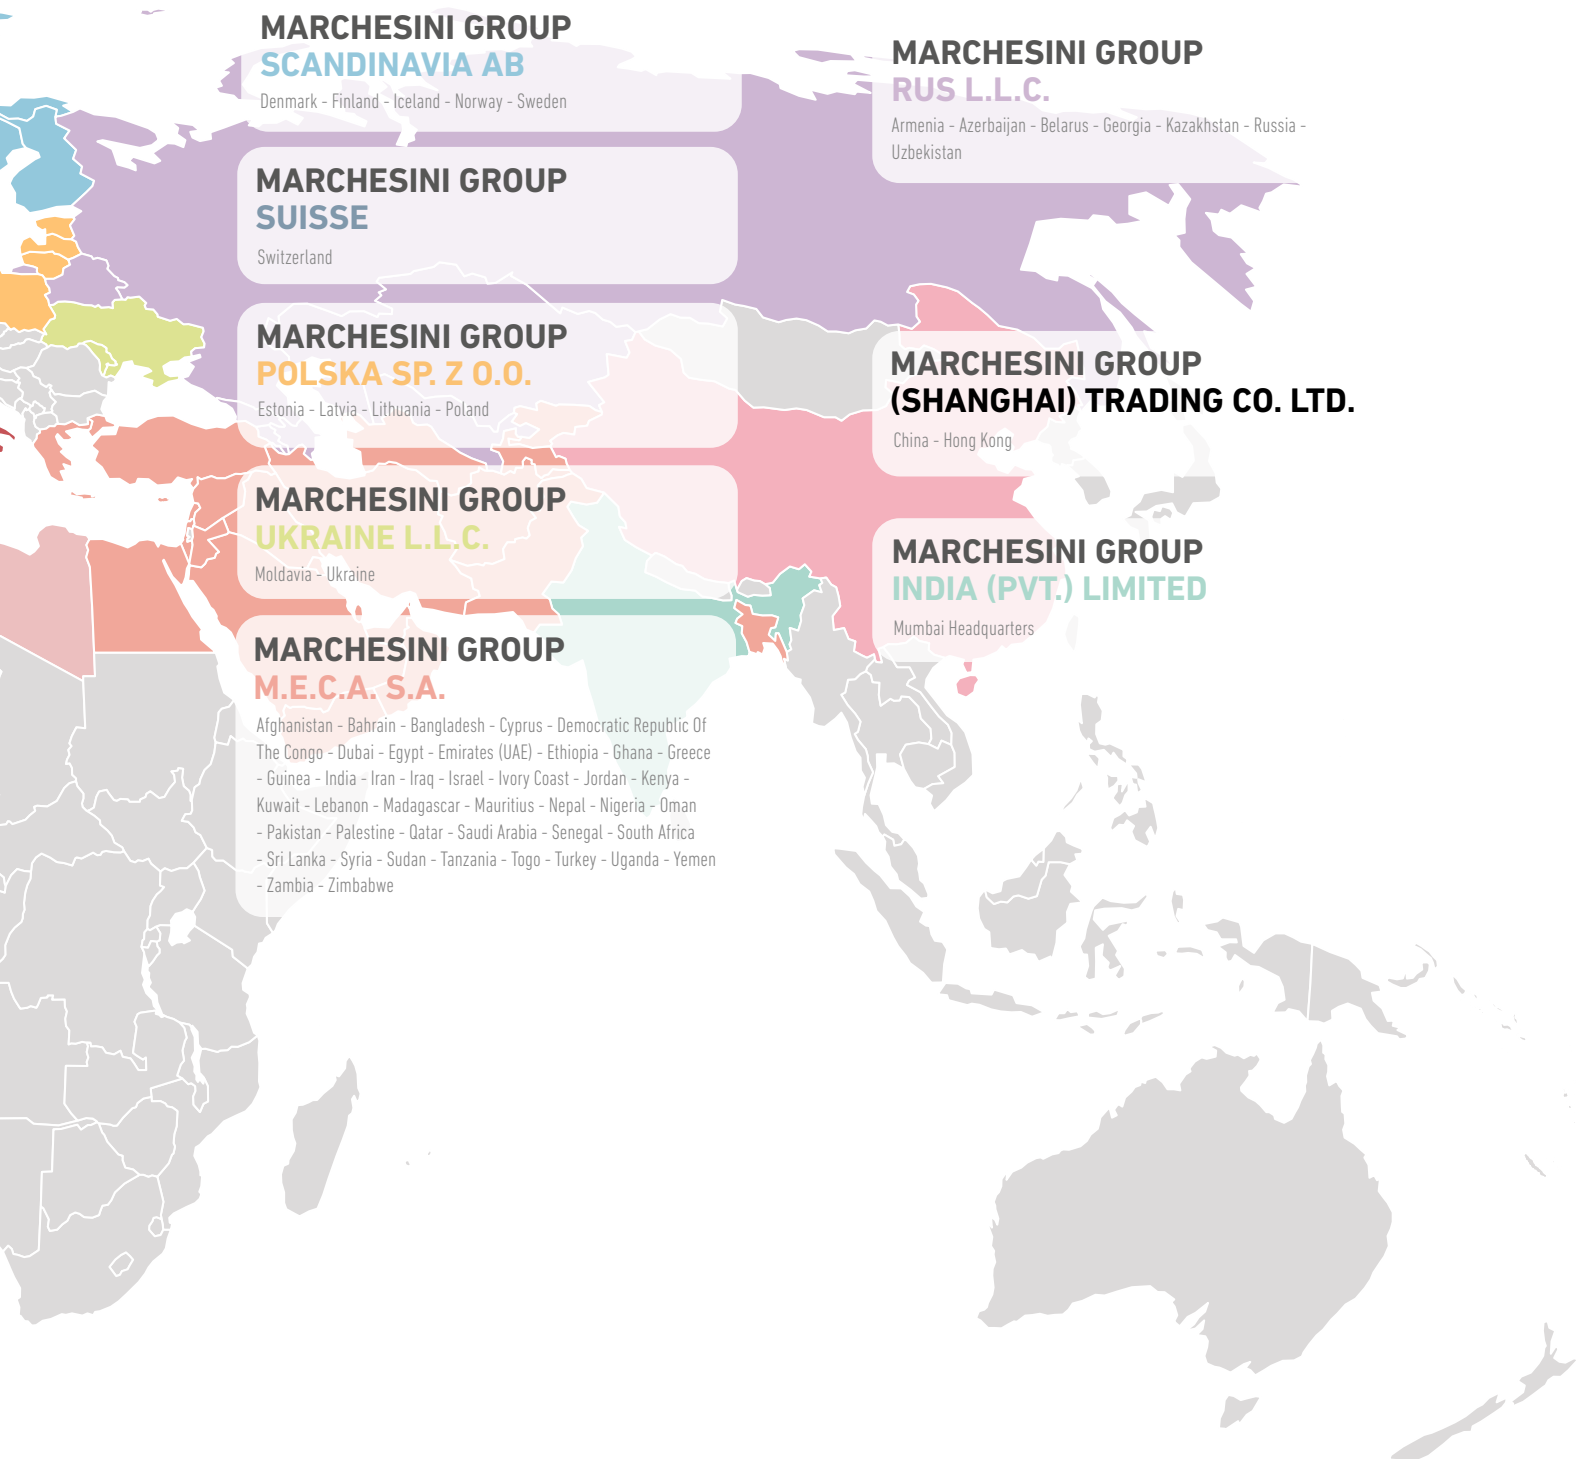 MARCHESINI GROUP
SCANDINAVIA AB
Denmark - Finland - Iceland - Norway - Sweden
MARCHESINI GROUP
SUISSE
Switzerland
MARCHESINI GROUP
POLSKA SP. Z O.O.
Estonia - Latvia - Lithuania - Poland
MARCHESINI GROUP
UKRAINE L.L.C.
Moldavia - Ukraine
MARCHESINI GROUP
M.E.C.A. S.A.
Afghanistan - Bahrain - Bangladesh - Cyprus - Democratic Republic Of
The Congo - Dubai - Egypt - Emirates (UAE) - Ethiopia - Ghana - Greece
- Guinea - India - Iran - Iraq - Israel - Ivory Coast - Jordan - Kenya -
Kuwait - Lebanon - Madagascar - Mauritius - Nepal - Nigeria - Oman
- Pakistan - Palestine - Qatar - Saudi Arabia - Senegal - South Africa
- Sri Lanka - Syria - Sudan - Tanzania - Togo - Turkey - Uganda - Yemen
- Zambia - Zimbabwe
MARCHESINI GROUP
RUS L.L.C.
Armenia - Azerbaijan - Belarus - Georgia - Kazakhstan - Russia -
Uzbekistan
MARCHESINI GROUP
(SHANGHAI) TRADING CO. LTD.
China - Hong Kong
MARCHESINI GROUP
INDIA (PVT.) LIMITED
Mumbai Headquarters